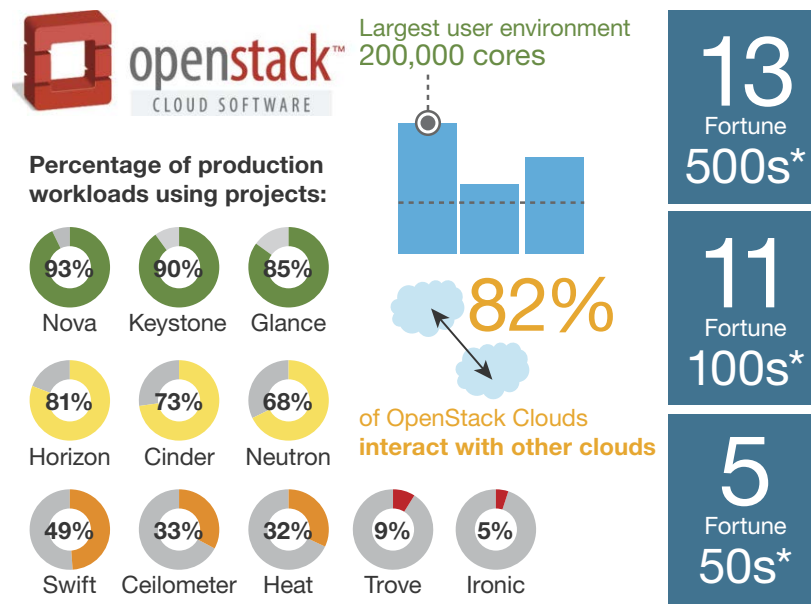 openstack™
CLOUD SOFTWARE
Percentage of production
workloads using projects:
93%
90%
85%
Nova
Keystone
Glance
81%
73%
68%
Horizon
Cinder
Neutron
49%
33%
32%
9%
5%
Swift
Ceilometer
Heat
Trove
Ironic
Largest user environment
200,000 cores
82%
of OpenStack Clouds
interact with other clouds
13
Fortune
500s*
11
Fortune
100s*
5
Fortune
50s*